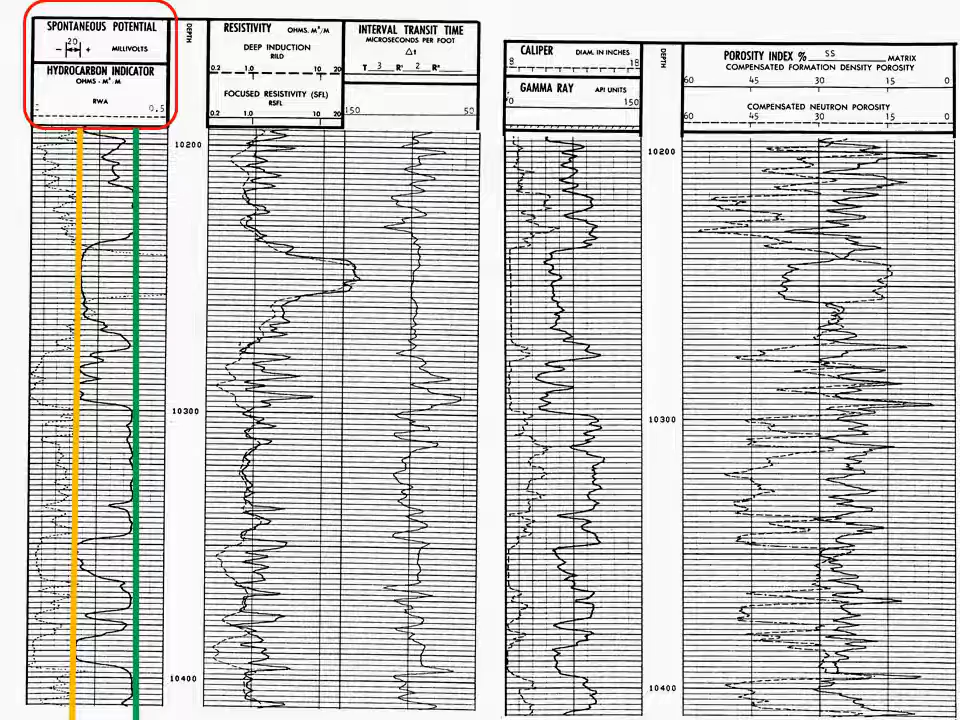 SPONTANEOUS POTENTIAL
20
- +
MILLIVOLTS
HYDROCARBON INDICATOR
OHMS - M² M
RWA
0.5
DEPTH
10200
10300
10400
RESISTIVITY OHMS. M²/M
DEEP INDUCTION
RILD
0.2 1.0 10 20
FOCUSED RESISTIVITY (SFL)
RSFL
0.2 1.0 10 20
INTERVAL TRANSIT TIME
MICROSECONDS PER FOOT
Δt
T 3 R' 2 R'
150 50
CALIPER DIAM. IN INCHES
8 18
GAMMA RAY API UNITS
0 150
DEPTH
10200
10300
10400
POROSITY INDEX % SS MATRIX
COMPENSATED FORMATION DENSITY POROSITY
60 45 30 15 0
COMPENSATED NEUTRON POROSITY
60 45 30 15 0